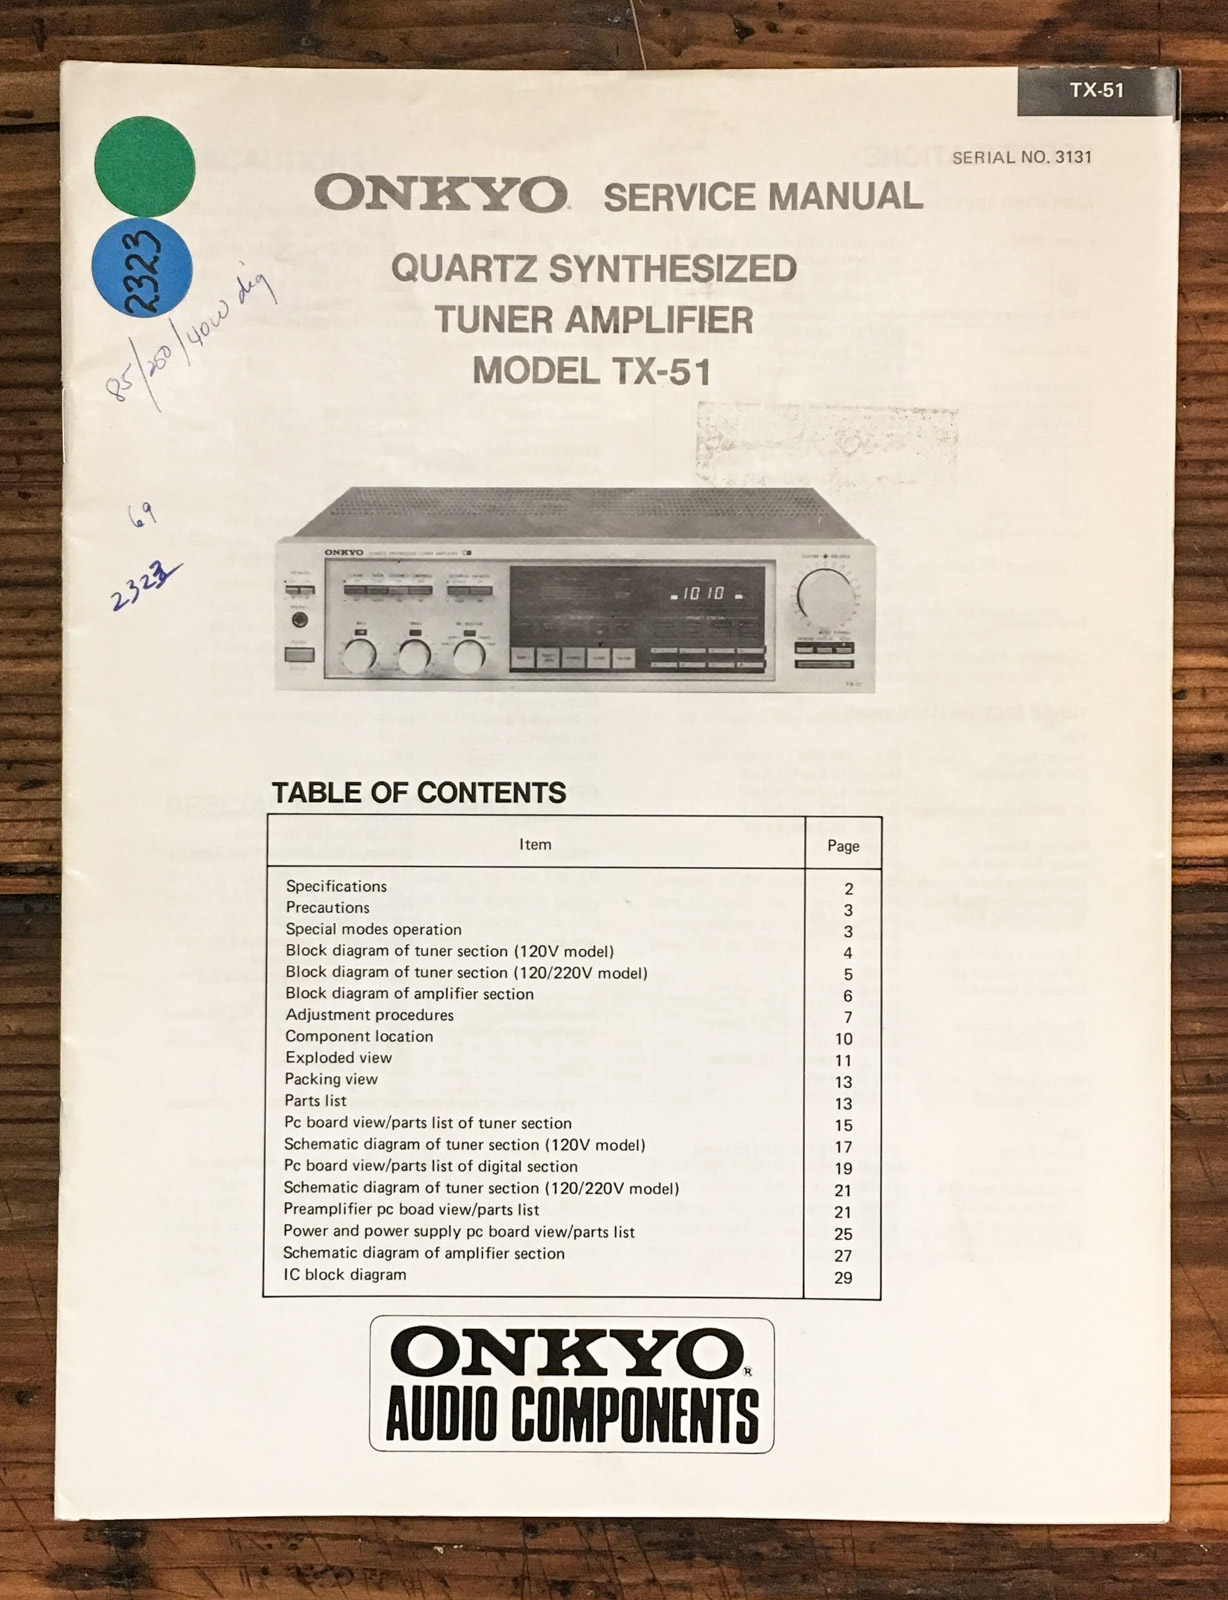 TX-51
SERIAL NO. 3131
ONKYO. SERVICE MANUAL
QUARTZ SYNTHESIZED
TUNER AMPLIFIER
MODEL TX-51
2323
85/250/40W dig
69
2323
ONKYO
1010
TX-51
TABLE OF CONTENTS
Item Page
Specifications 2
Precautions 3
Special modes operation 3
Block diagram of tuner section (120V model) 4
Block diagram of tuner section (120/220V model) 5
Block diagram of amplifier section 6
Adjustment procedures 7
Component location 10
Exploded view 11
Packing view 13
Parts list 13
Pc board view/parts list of tuner section 15
Schematic diagram of tuner section (120V model) 17
Pc board view/parts list of digital section 19
Schematic diagram of tuner section (120/220V model) 21
Preamplifier pc boad view/parts list 21
Power and power supply pc board view/parts list 25
Schematic diagram of amplifier section 27
IC block diagram 29
ONKYO®
AUDIO COMPONENTS